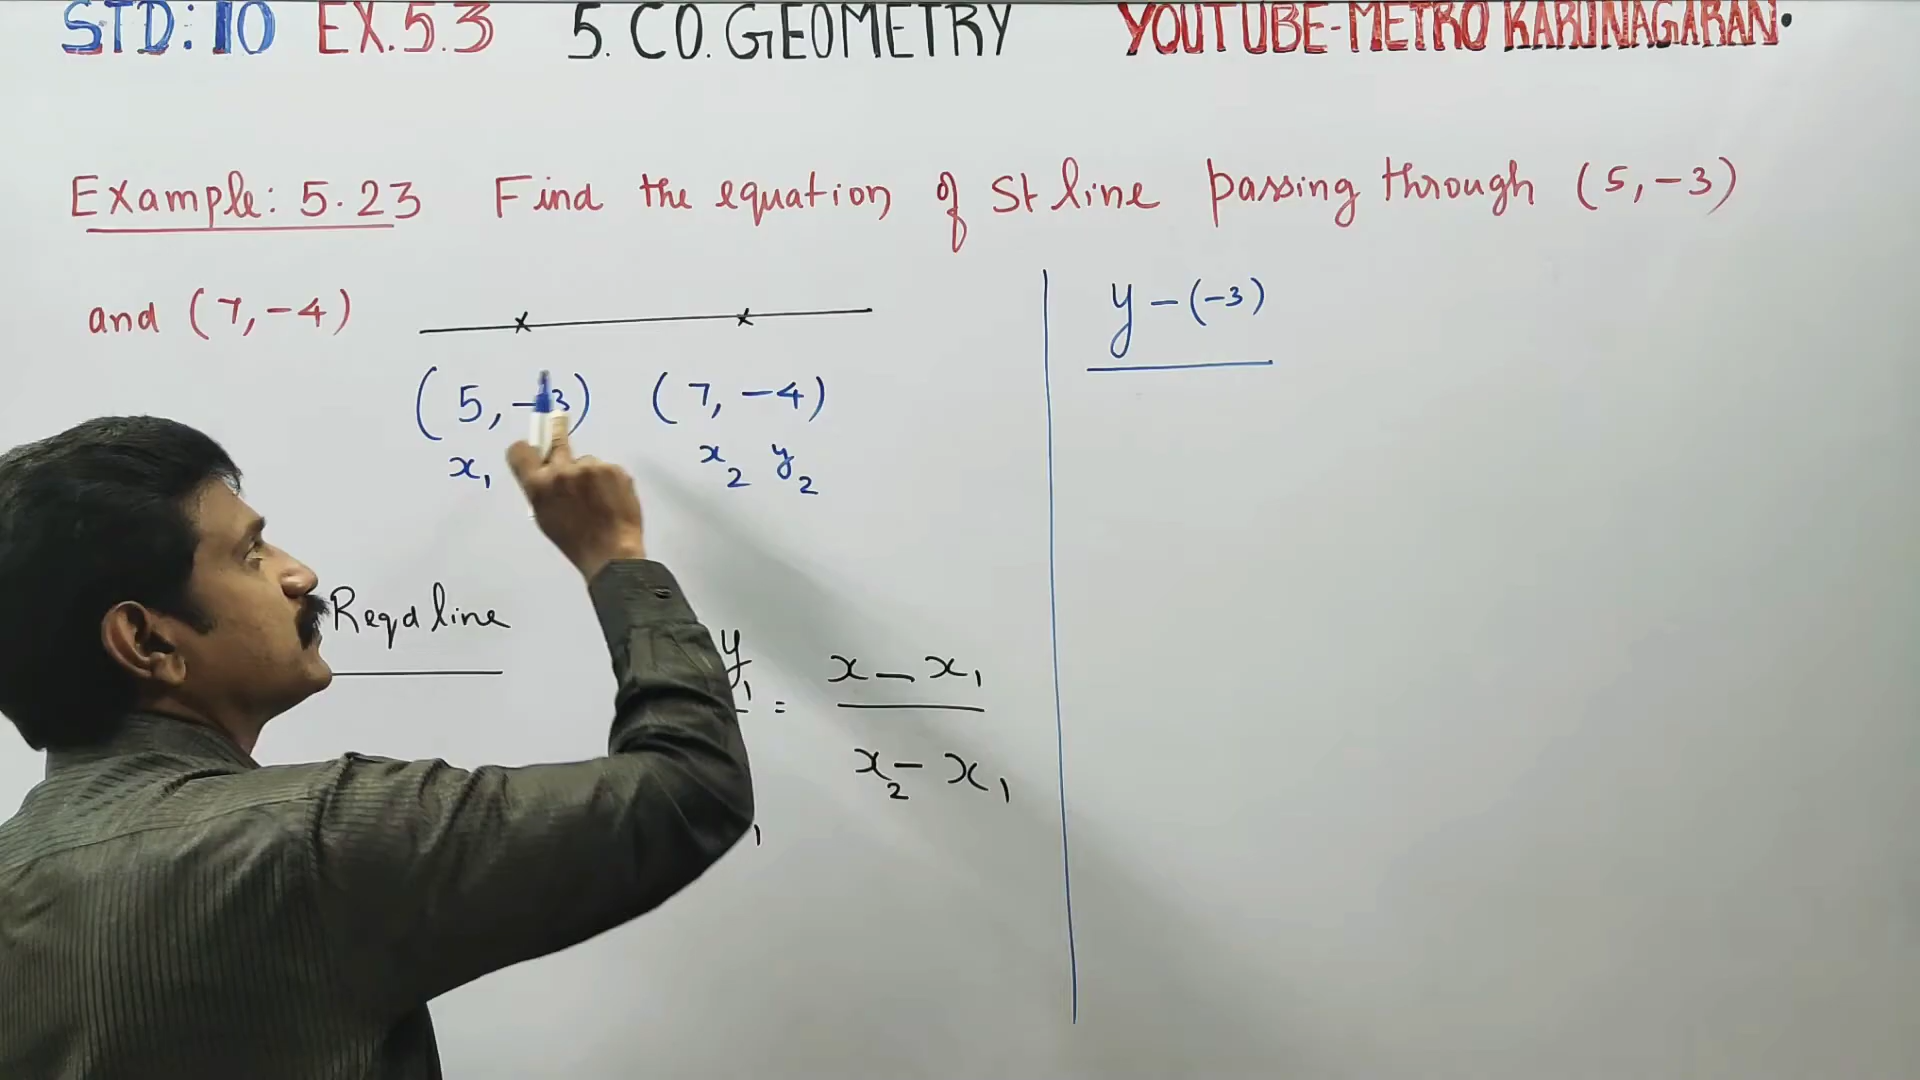 STD: 10 EX.5.3 5. CO. GEOMETRY YOUTUBE-METRO KARUNAGARAN.
Example: 5.23 Find the equation of St line passing through (5, -3)
and (7, -4)
(5, -3) (7, -4)
x₁ x₂ y₂
Reqd line
y₁ = x - x₁
x₂ - x₁
y - (-3)